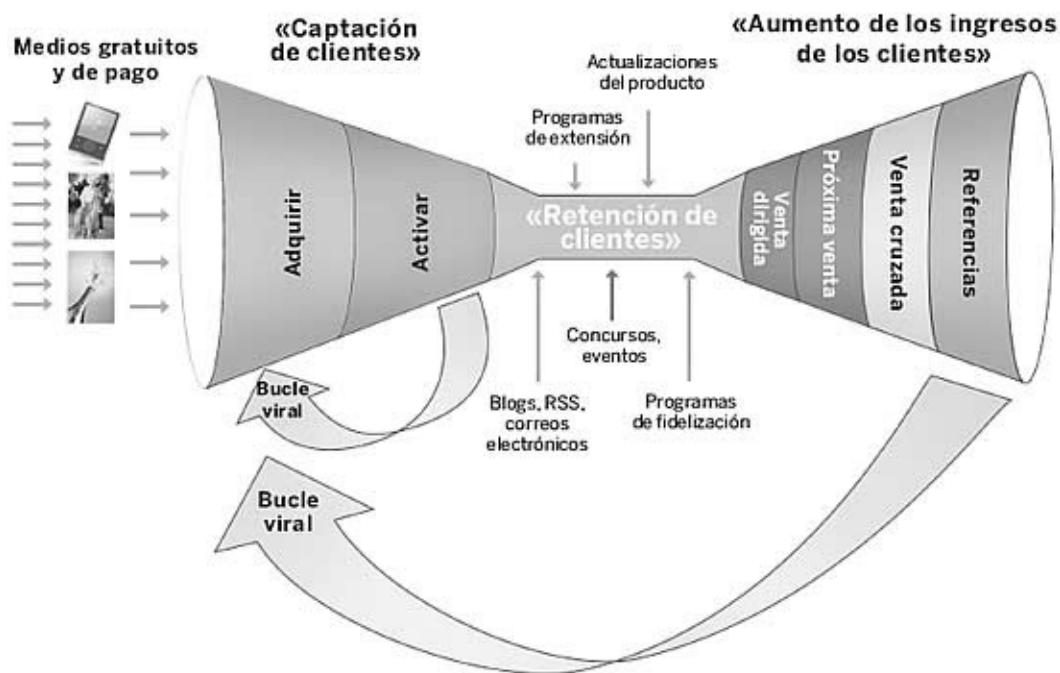 Medios gratuitos
y de pago
«Captación
de clientes»
«Aumento de los ingresos
de los clientes»
Actualizaciones
del producto
Programas
de extensión
Adquirir
Activar
«Retención de
clientes»
Venta
dirigida
Próxima venta
Venta cruzada
Referencias
Concursos,
eventos
Blogs, RSS,
correos
electrónicos
Programas
de fidelización
Bucle
viral
Bucle
viral